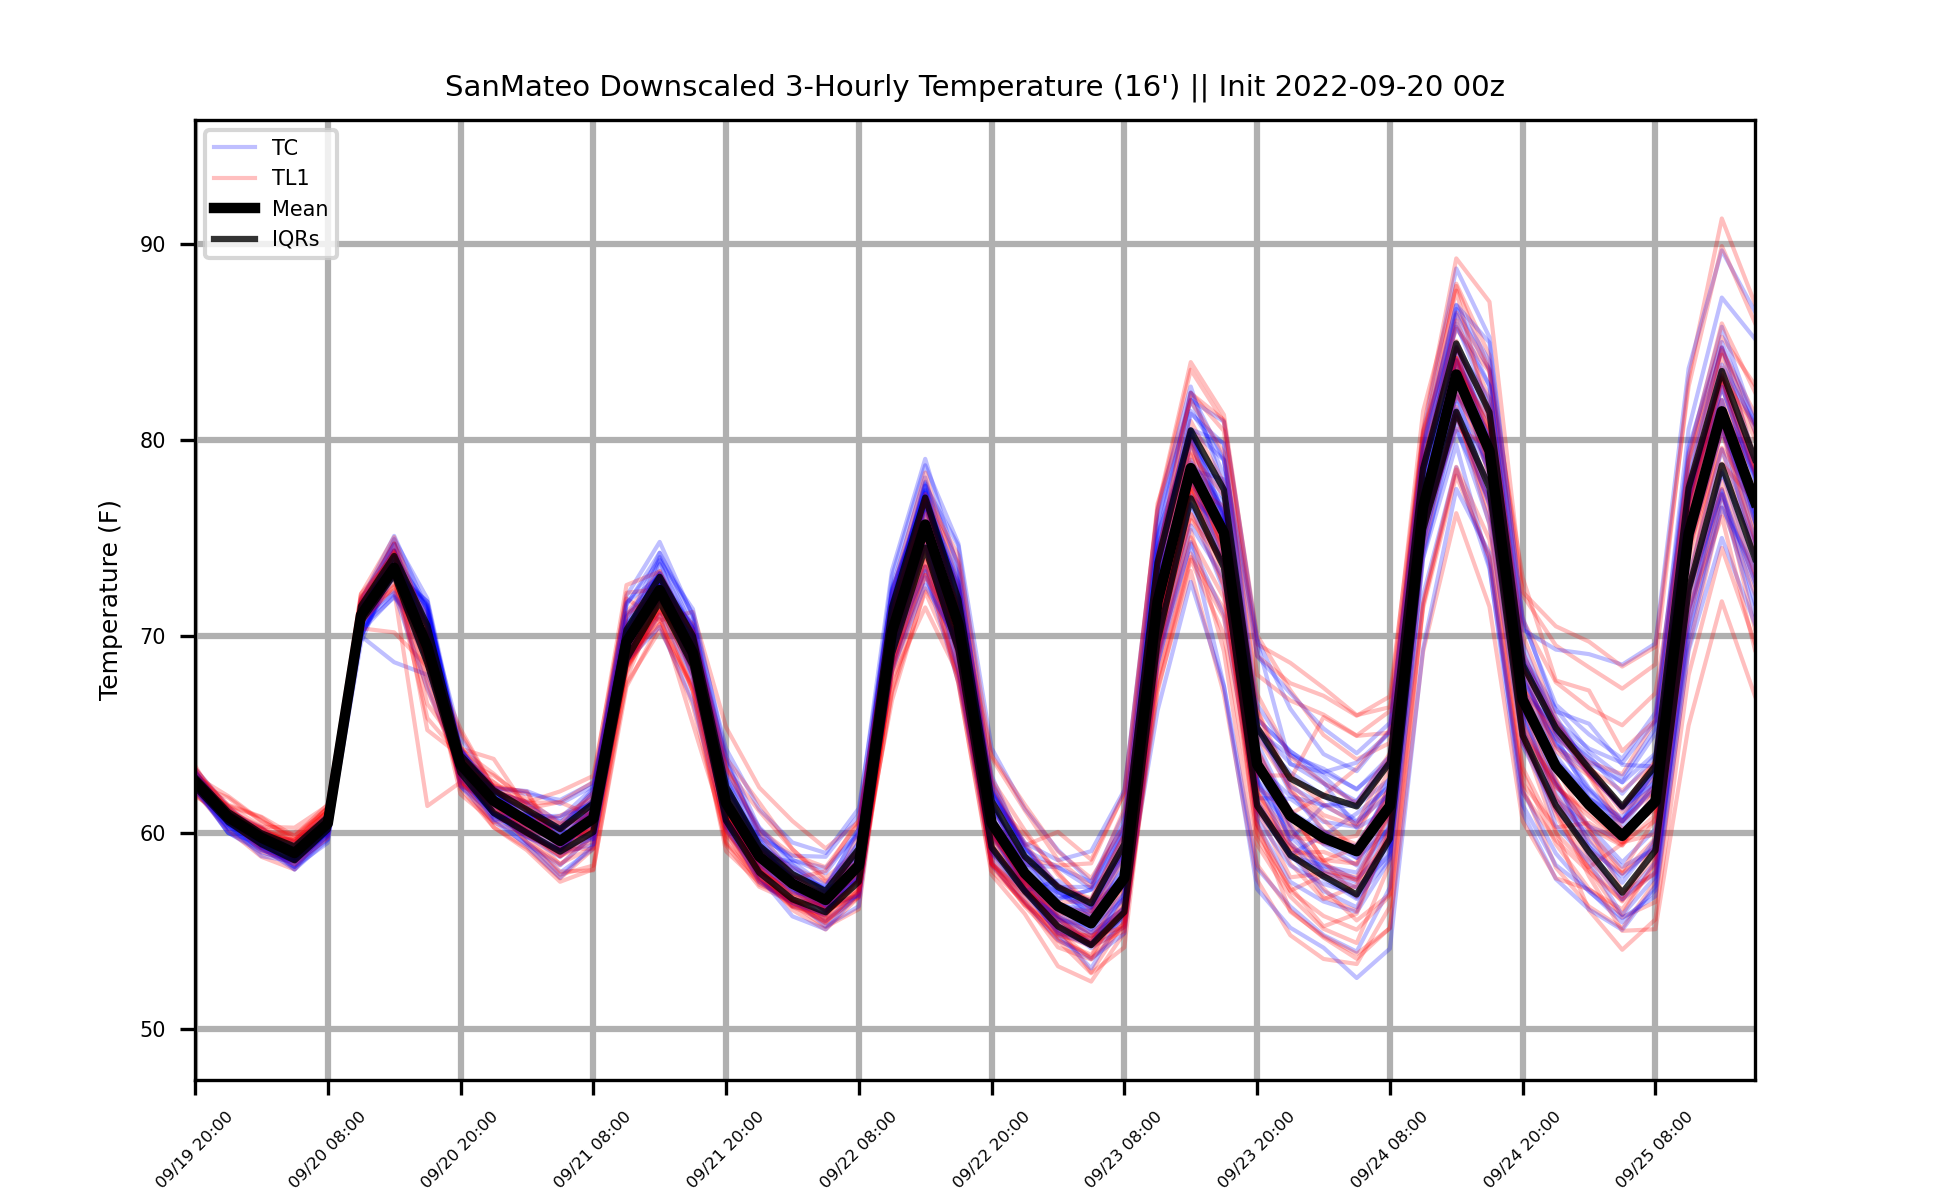 SanMateo Downscaled 3-Hourly Temperature (16') || Init 2022-09-20 00z
TC
TL1
Mean
IQRs
Temperature (F)
90
80
70
60
50
09/19 20:00
09/20 08:00
09/20 20:00
09/21 08:00
09/21 20:00
09/22 08:00
09/22 20:00
09/23 08:00
09/23 20:00
09/24 08:00
09/24 20:00
09/25 08:00